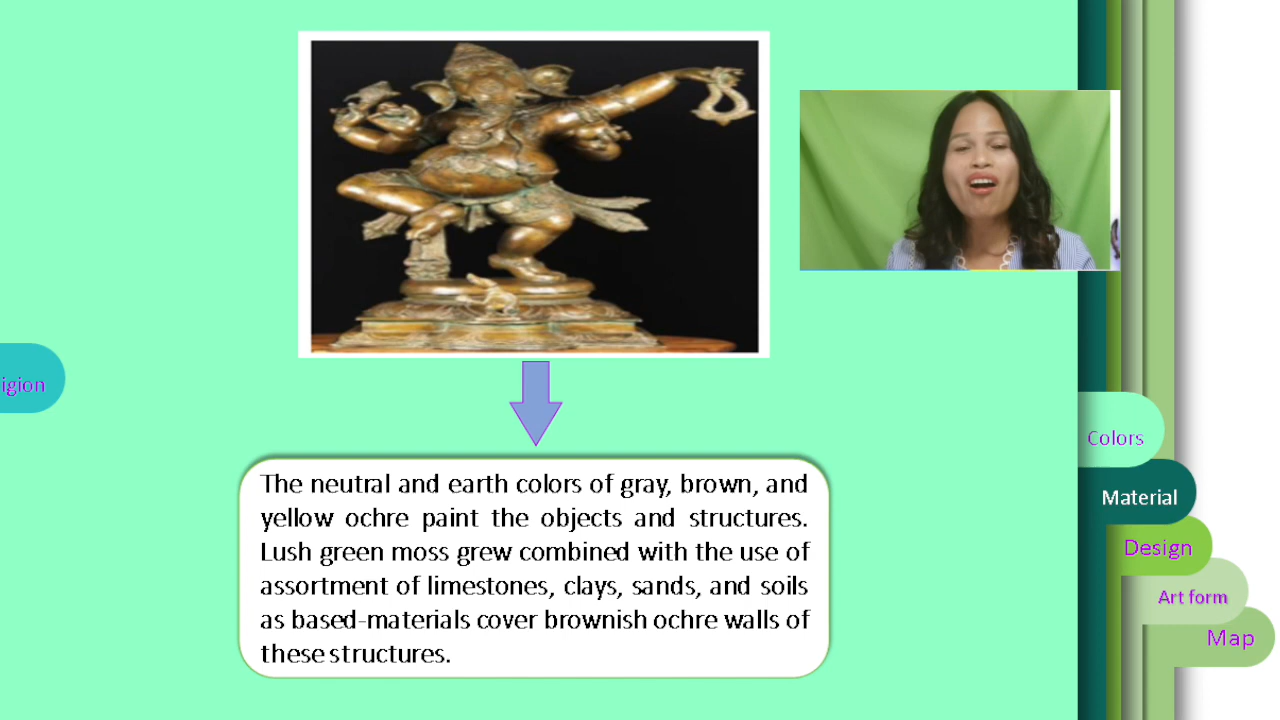 igion
The neutral and earth colors of gray, brown, and
yellow ochre paint the objects and structures.
Lush green moss grew combined with the use of
assortment of limestones, clays, sands, and soils
as based-materials cover brownish ochre walls of
these structures.
Colors
Material
Design
Art form
Map